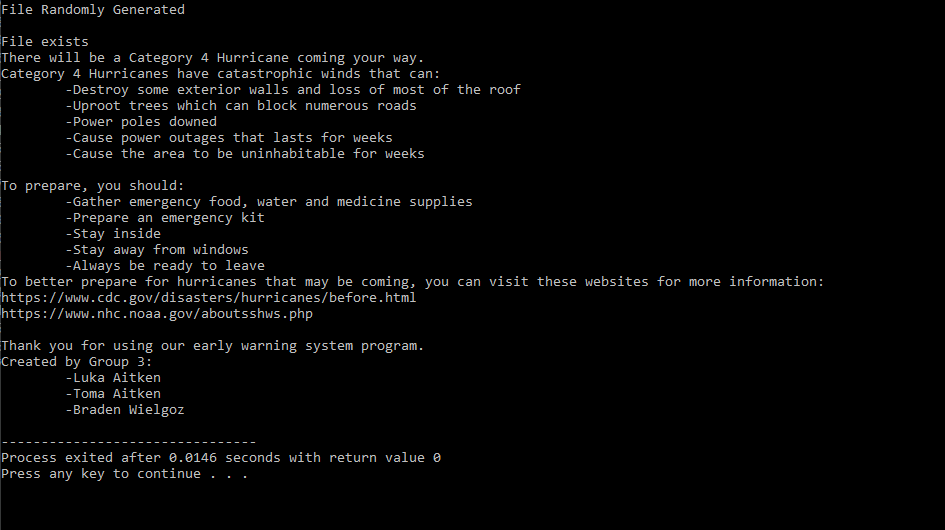 File Randomly Generated
File exists
There will be a Category 4 Hurricane coming your way.
Category 4 Hurricanes have catastrophic winds that can:
-Destroy some exterior walls and loss of most of the roof
-Uproot trees which can block numerous roads
-Power poles downed
-Cause power outages that lasts for weeks
-Cause the area to be uninhabitable for weeks
To prepare, you should:
-Gather emergency food, water and medicine supplies
-Prepare an emergency kit
-Stay inside
-Stay away from windows
-Always be ready to leave
To better prepare for hurricanes that may be coming, you can visit these websites for more information:
https://www.cdc.gov/disasters/hurricanes/before.html
https://www.nhc.noaa.gov/aboutsshws.php
Thank you for using our early warning system program.
Created by Group 3:
-Luka Aitken
-Toma Aitken
-Braden Wielgoz
--------------------------------
Process exited after 0.0146 seconds with return value 0
Press any key to continue . . .